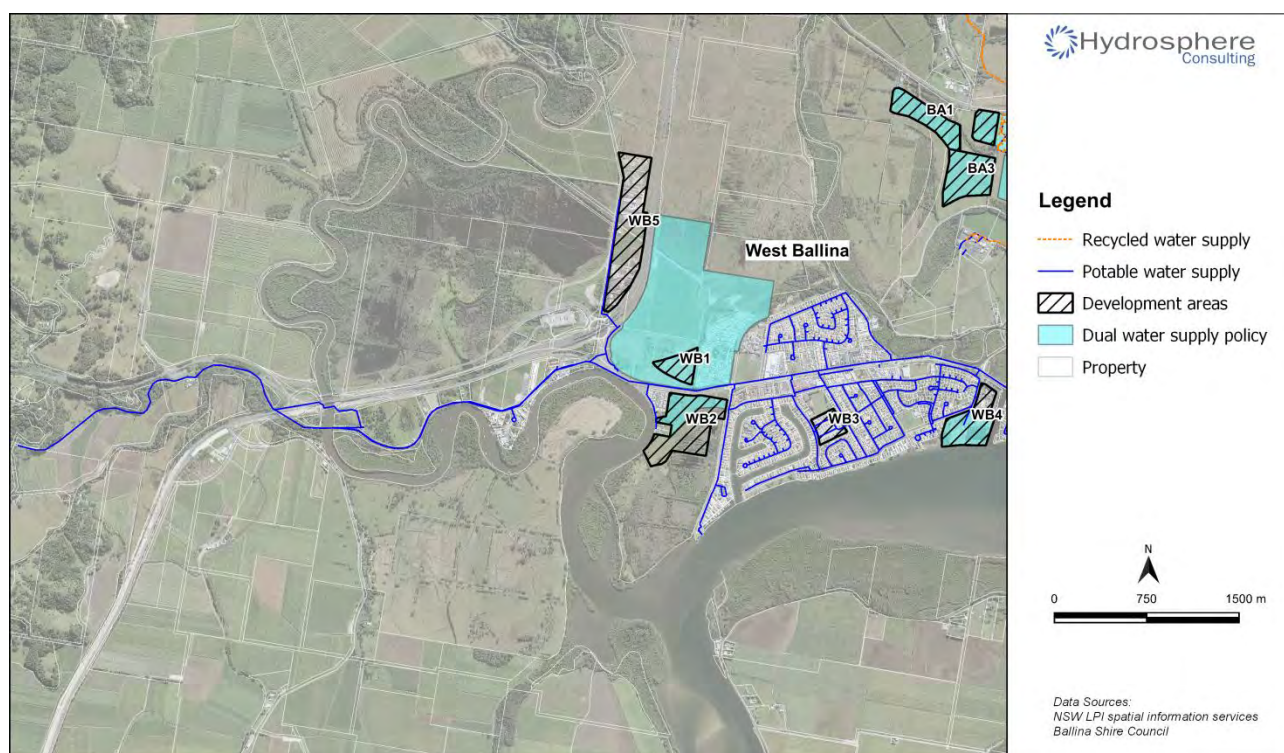 BA1
BA3
WB5
West Ballina
WB1
WB2
WB3
WB4
Hydrosphere
Consulting
Legend
Recycled water supply
Potable water supply
Development areas
Dual water supply policy
Property
N
0 750 1500 m
Data Sources:
NSW LPI spatial information services
Ballina Shire Council